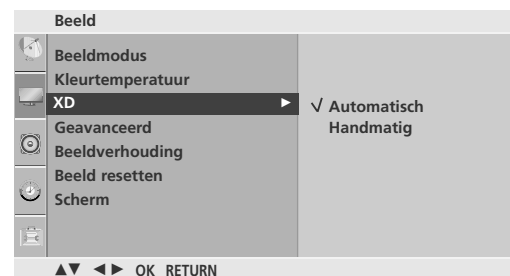 Beeld
Beeldmodus
Kleurtemperatuur
XD ►
√ Automatisch
Handmatig
Geavanceerd
Beeldverhouding
Beeld resetten
Scherm
▲▼ ◄► OK RETURN